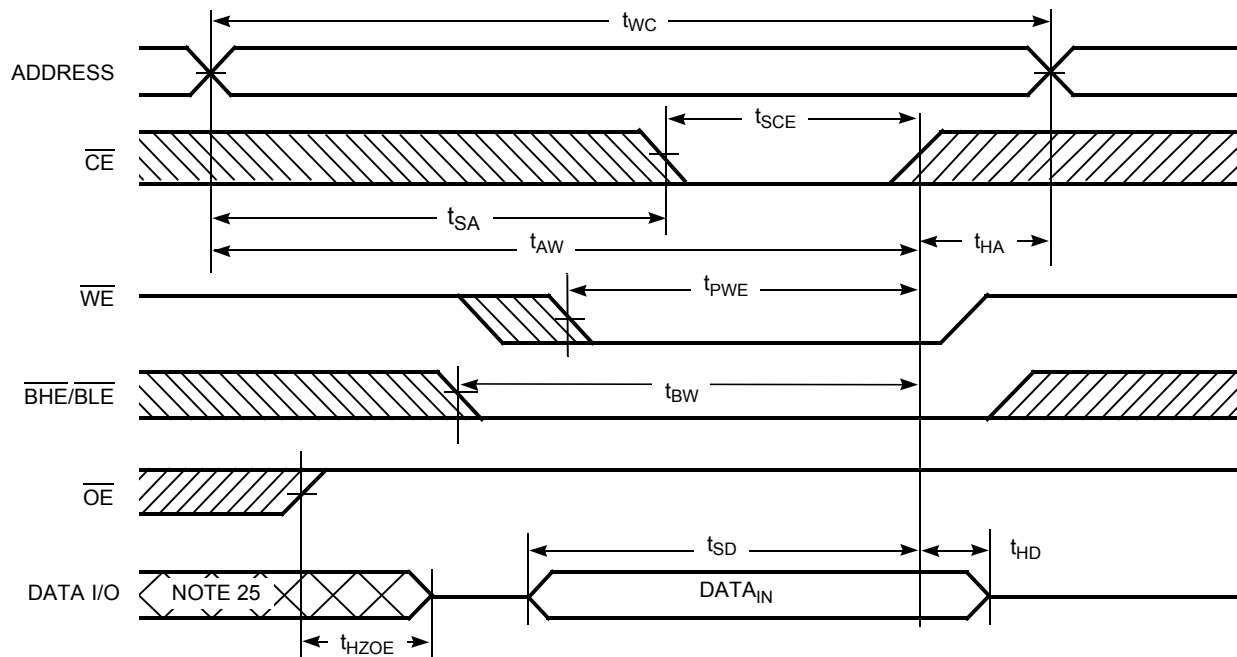 tWC
ADDRESS
tSCE
CE
tSA
tAW
tHA
WE
tPWE
BHE/BLE
tBW
OE
tSD
tHD
DATA I/O
NOTE 25
DATAIN
tHZOE